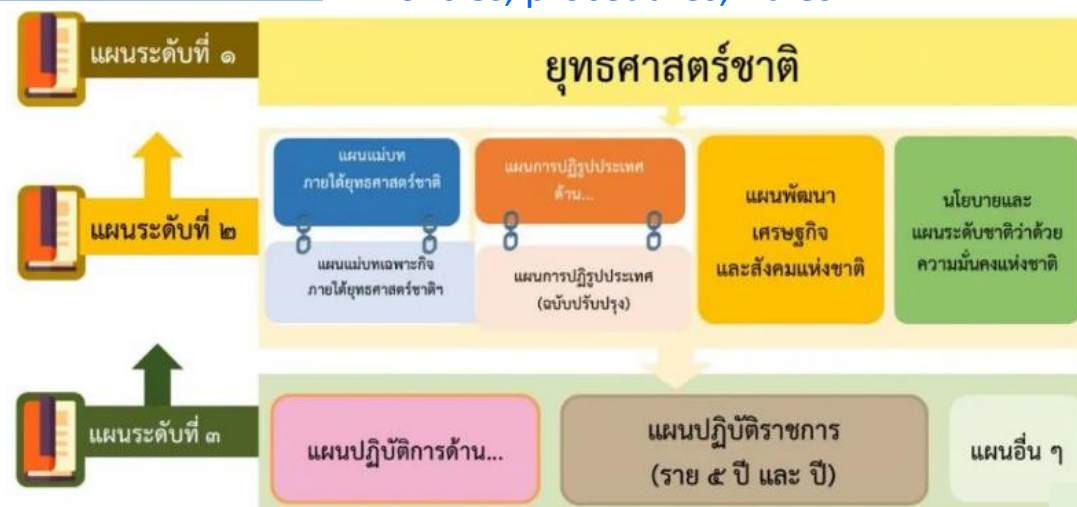 แผนระดับที่ ๑
ยุทธศาสตร์ชาติ
แผนระดับที่ ๒
แผนแม่บท
ภายใต้ยุทธศาสตร์ชาติ
แผนแม่บทเฉพาะกิจ
ภายใต้ยุทธศาสตร์ชาติฯ
แผนการปฏิรูปประเทศ
ด้าน...
แผนการปฏิรูปประเทศ
(ฉบับปรับปรุง)
แผนพัฒนา
เศรษฐกิจ
และสังคมแห่งชาติ
นโยบายและ
แผนระดับชาติว่าด้วย
ความมั่นคงแห่งชาติ
แผนระดับที่ ๓
แผนปฏิบัติการด้าน...
แผนปฏิบัติราชการ
(ราย ๕ ปี และ ปี)
แผนอื่น ๆ